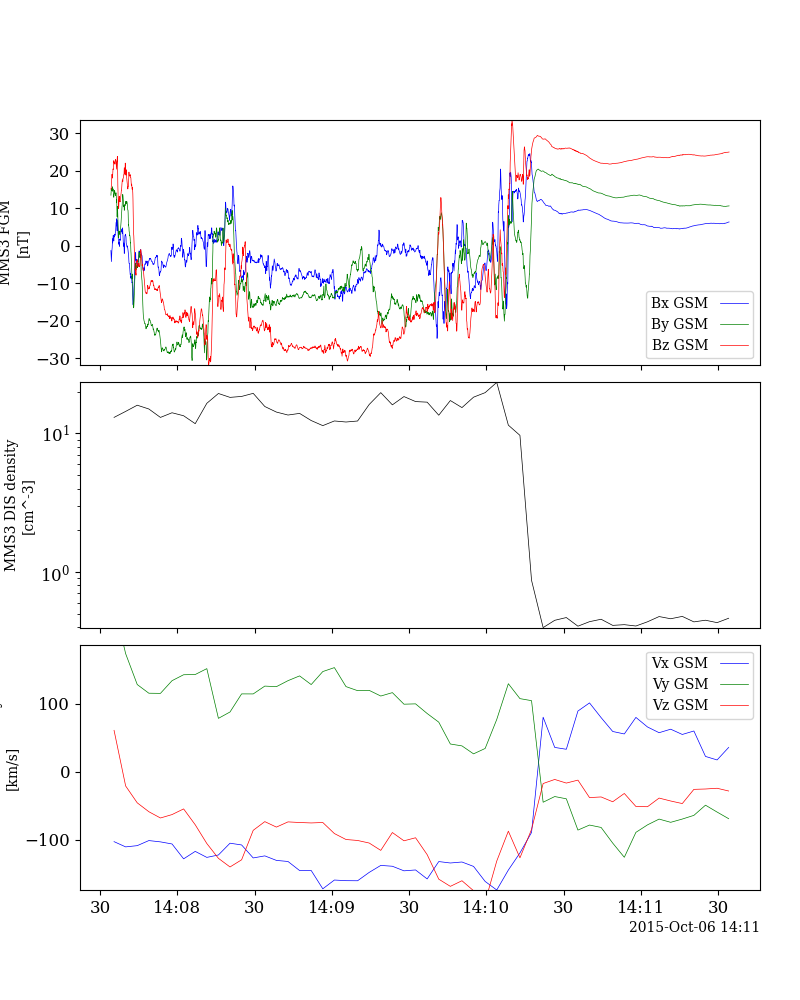 30
20
10
0
−10
−20
−30
MMS3 FGM
[nT]
Bx GSM
By GSM
Bz GSM
10^1
10^0
MMS3 DIS density
[cm^-3]
100
0
−100
[km/s]
Vx GSM
Vy GSM
Vz GSM
30 14:08 30 14:09 30 14:10 30 14:11 30
2015-Oct-06 14:11